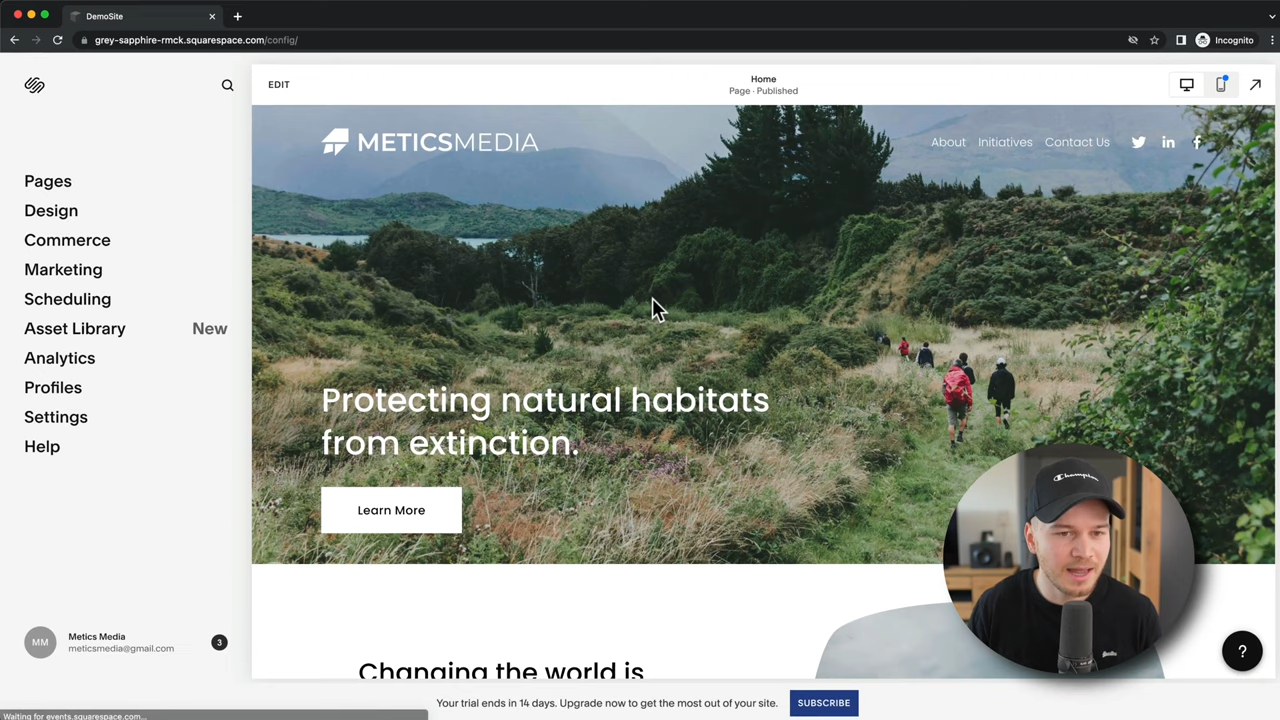 DemoSite
grey-sapphire-rmck.squarespace.com/config/
Incognito
EDIT
Home
Page · Published
Pages
Design
Commerce
Marketing
Scheduling
Asset Library New
Analytics
Profiles
Settings
Help
METICSMEDIA
About Initiatives Contact Us
Protecting natural habitats
from extinction.
Learn More
Champion
Changing the world is
MM
Metics Media
meticsmedia@gmail.com
3
?
Your trial ends in 14 days. Upgrade now to get the most out of your site.
SUBSCRIBE
Waiting for events.squarespace.com...